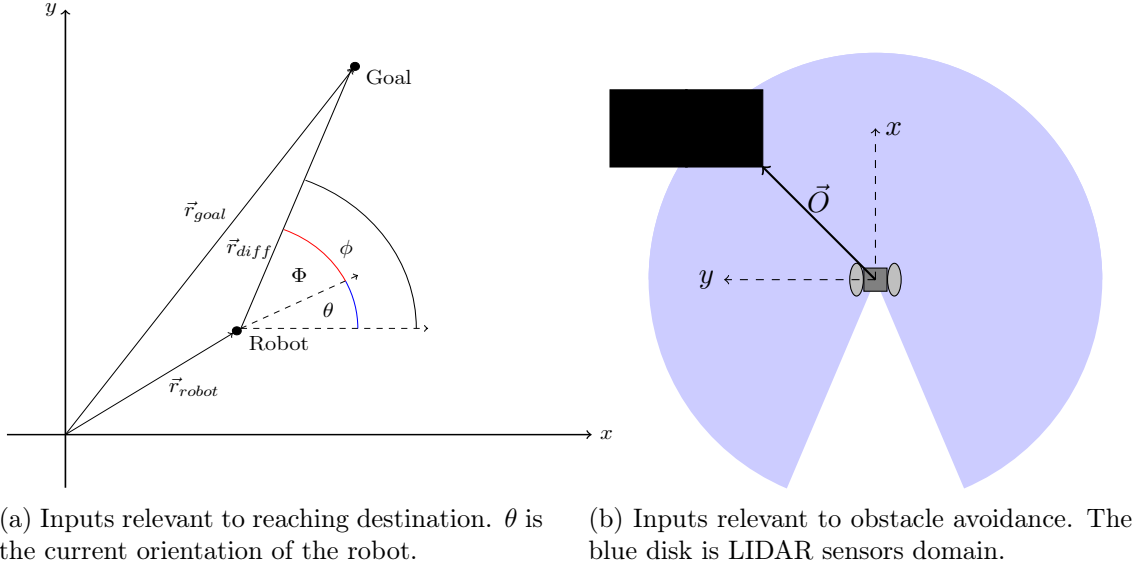 y
Goal
r⃗goal
r⃗diff
ϕ
Φ
θ
Robot
r⃗robot
x
(a) Inputs relevant to reaching destination. θ is
the current orientation of the robot.
x
O⃗
y
(b) Inputs relevant to obstacle avoidance. The
blue disk is LIDAR sensors domain.